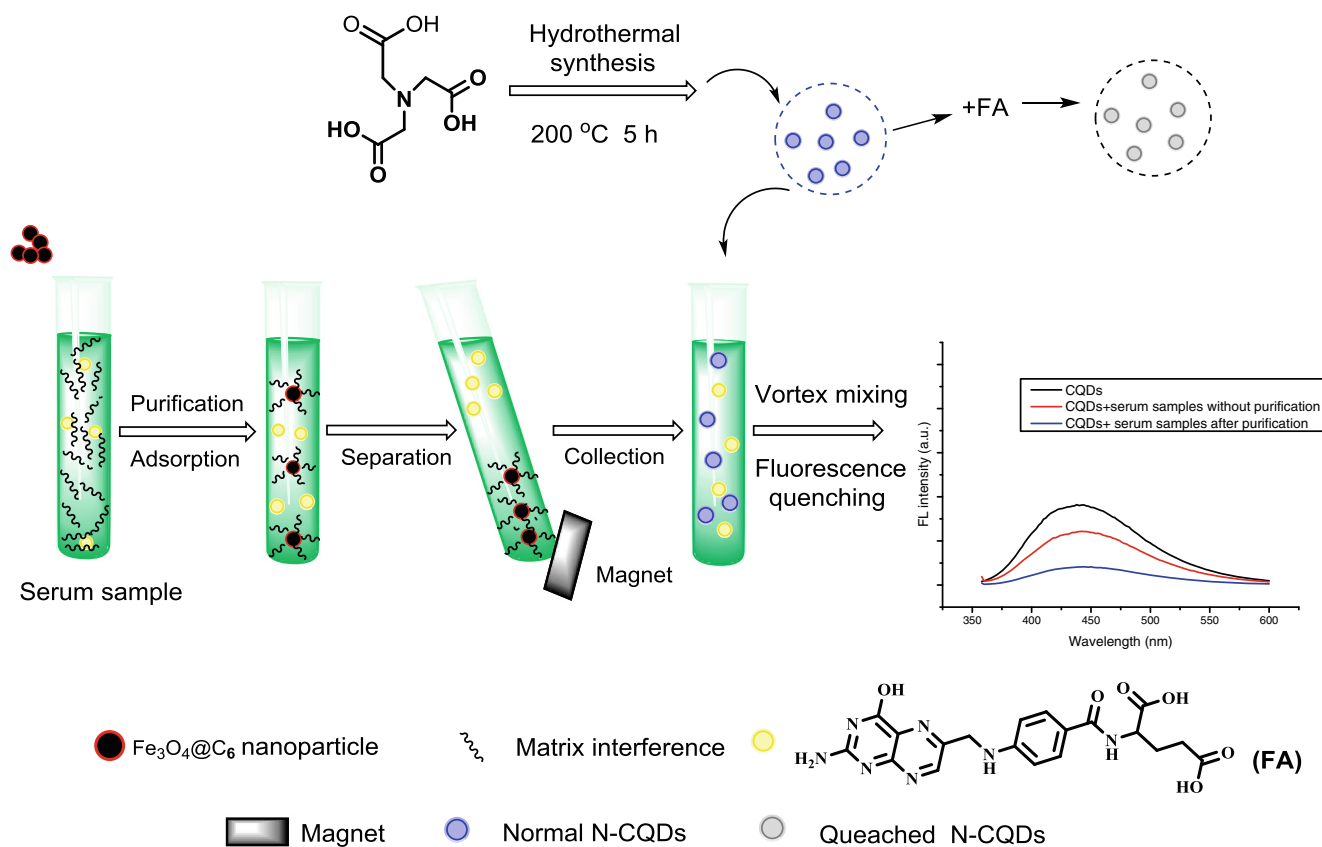 O
OH
N
O
OH
HO
O
Hydrothermal
synthesis
200 °C 5 h
+FA
Purification
Adsorption
Separation
Collection
Vortex mixing
Fluorescence
quenching
Serum sample
Magnet
FL intensity (a.u.)
CQDs
CQDs+serum samples without purification
CQDs+ serum samples after purification
350 400 450 500 550 600
Wavelength (nm)
Fe₃O₄@C₆ nanoparticle
Matrix interference
OH
N
N
H₂N
N
N
N
H
O
N
H
O
OH
O
HO
(FA)
Magnet
Normal N-CQDs
Queached N-CQDs